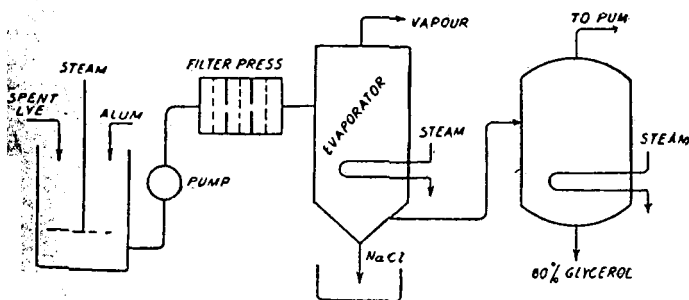 SPENT
LYE
STEAM
ALUM
PUMP
FILTER PRESS
VAPOUR
EVAPORATOR
STEAM
NaCl
TO PUM
STEAM
80% GLYCEROL